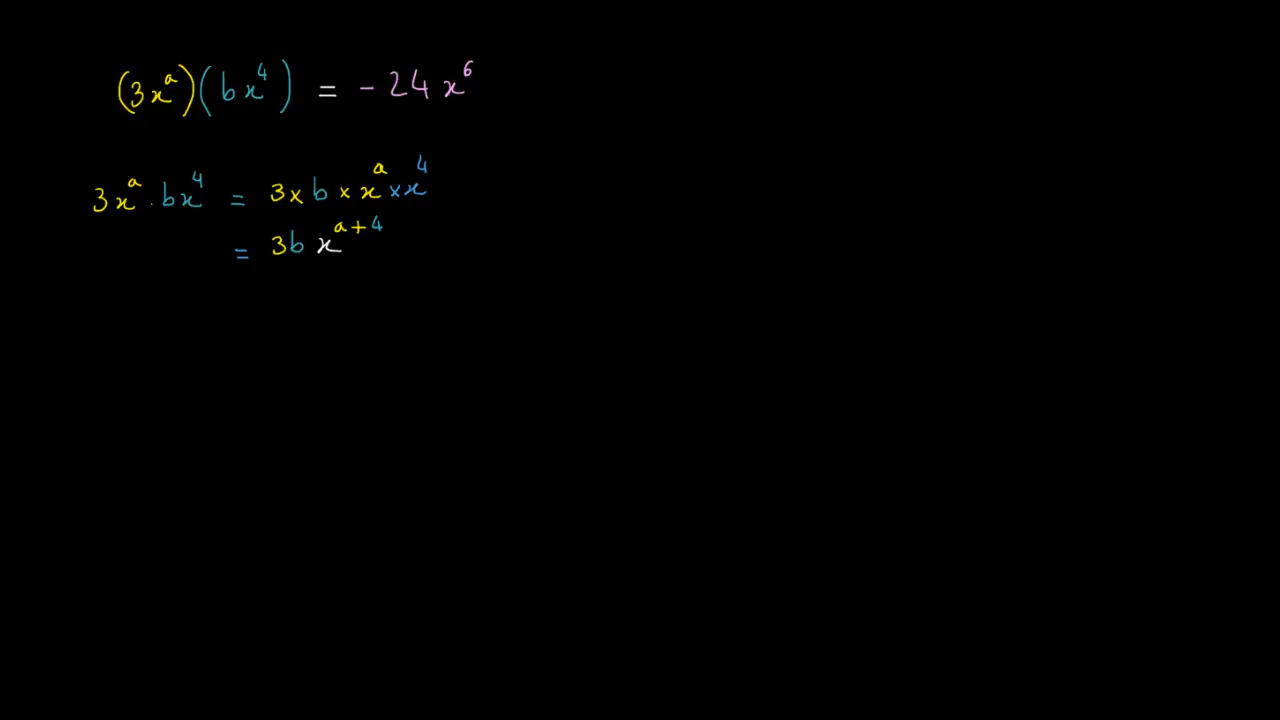 (3x^a)(bx^4) = -24x^6
3x^a · bx^4 = 3 × b × x^a × x^4
= 3b x^{a+4}